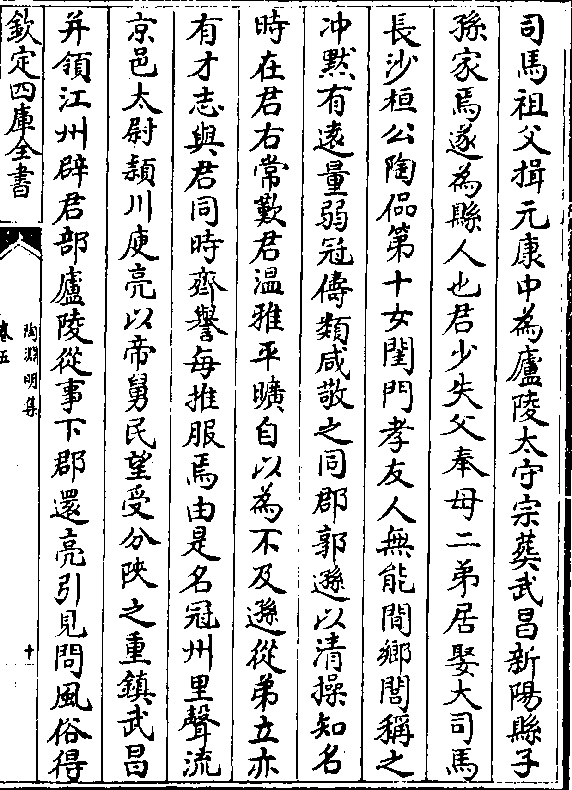 司馬祖父揖元康中為廬陵太守宗葬武昌新陽縣子
孫家焉遂為縣人也君少失父奉母二弟居娶大司馬
長沙桓公陶侃第十女閨門孝友人無能間鄉閭稱之
冲黙有遠量弱冠儔類咸敬之同郡郭遜以清操知名
時在君右常歎君溫雅平曠自以為不及遜從弟立亦
有才志與君同時齊譽每推服焉由是名冠州里聲流
京邑太尉潁川庾亮以帝舅民望受分陜之重鎮武昌
并領江州辟君部廬陵從事下郡還亮引見問風俗得
欽定四庫全書
陶淵明集
卷五
十